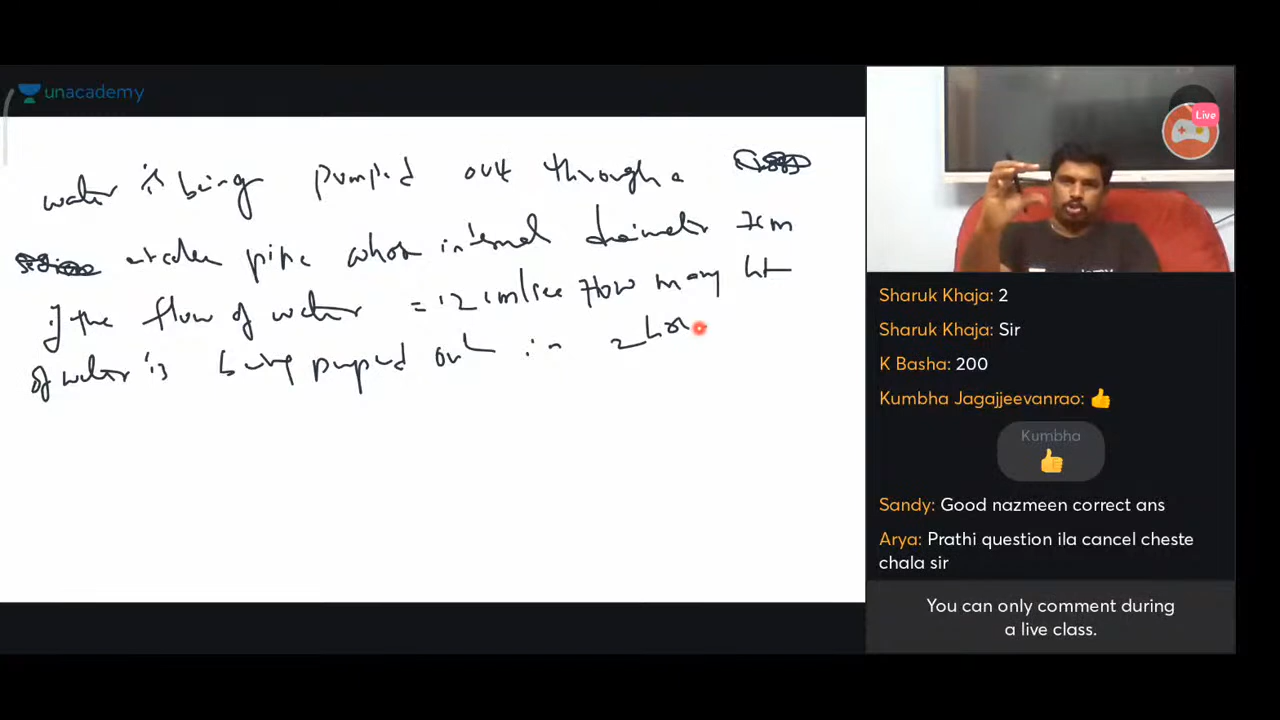 unacademy
Live
water is being pumped out through a
pipe whose internal diameter 7cm
If the flow of water = 12 cm/sec How many lit
of water is being pumped out in 2 hrs
Sharuk Khaja: 2
Sharuk Khaja: Sir
K Basha: 200
Kumbha Jagajjeevanrao: 👍
Kumbha
👍
Sandy: Good nazmeen correct ans
Arya: Prathi question ila cancel cheste
chala sir
You can only comment during
a live class.